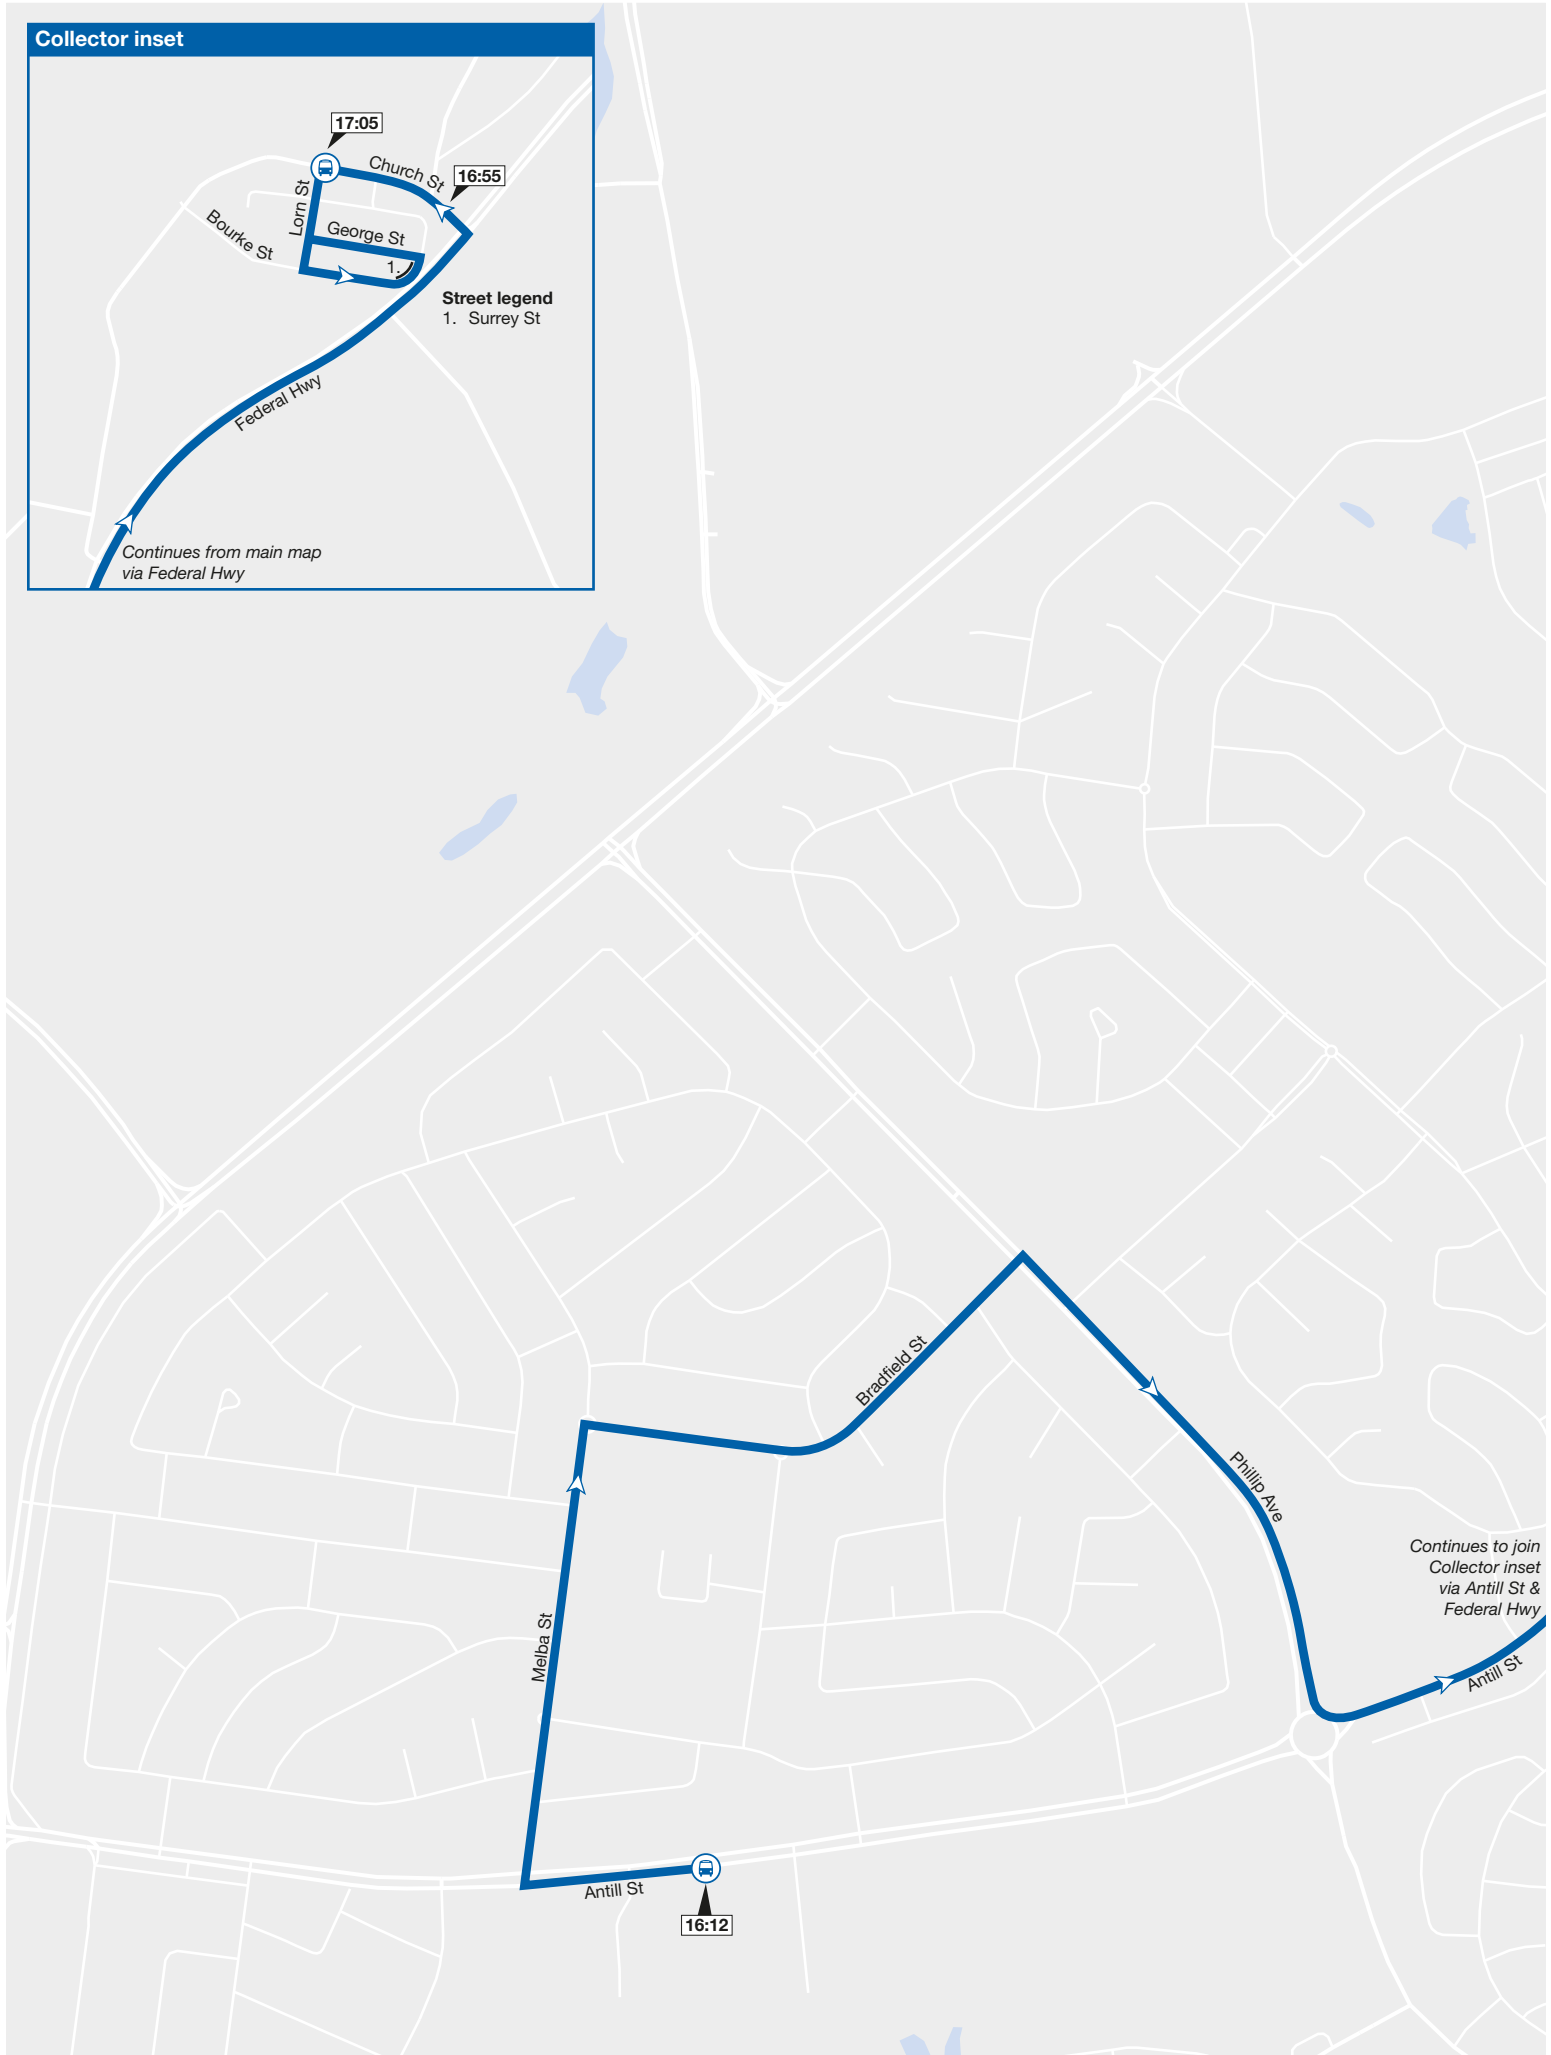 Collector inset
17:05
Church St
16:55
Lorn St
Bourke St
George St
1.
Street legend
1. Surrey St
Federal Hwy
Continues from main map
via Federal Hwy
Bradfield St
Phillip Ave
Continues to join
Collector inset
via Antill St &
Federal Hwy
Melba St
Antill St
Antill St
16:12